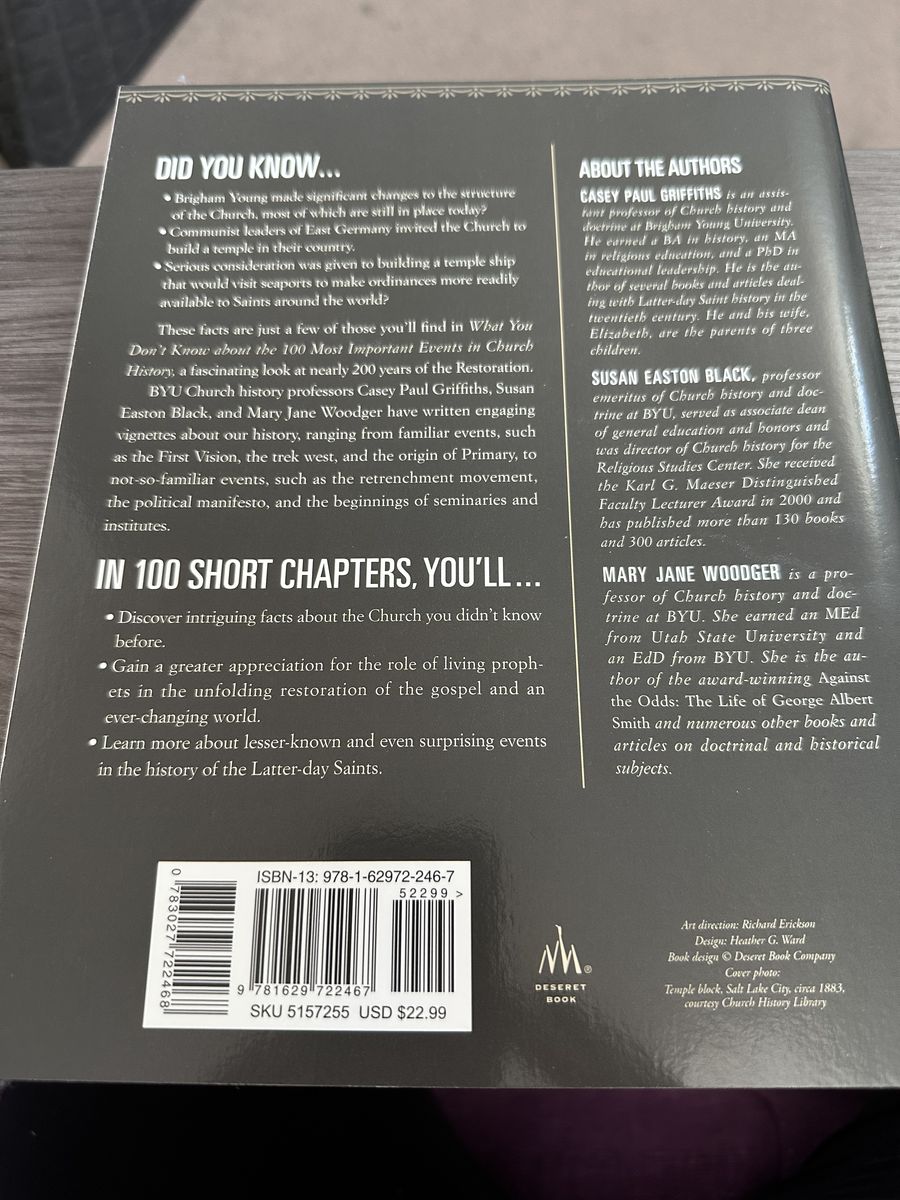 DID YOU KNOW...
• Brigham Young made significant changes to the structure
of the Church, most of which are still in place today?
• Communist leaders of East Germany invited the Church to
build a temple in their country.
• Serious consideration was given to building a temple ship
that would visit seaports to make ordinances more readily
available to Saints around the world?
These facts are just a few of those you'll find in What You
Don't Know about the 100 Most Important Events in Church
History, a fascinating look at nearly 200 years of the Restoration.
BYU Church history professors Casey Paul Griffiths, Susan
Easton Black, and Mary Jane Woodger have written engaging
vignettes about our history, ranging from familiar events, such
as the First Vision, the trek west, and the origin of Primary, to
not-so-familiar events, such as the retrenchment movement,
the political manifesto, and the beginnings of seminaries and
institutes.
IN 100 SHORT CHAPTERS, YOU'LL...
• Discover intriguing facts about the Church you didn't know
before.
• Gain a greater appreciation for the role of living proph-
ets in the unfolding restoration of the gospel and an
ever-changing world.
• Learn more about lesser-known and even surprising events
in the history of the Latter-day Saints.
ABOUT THE AUTHORS
CASEY PAUL GRIFFITHS is an assis-
tant professor of Church history and
doctrine at Brigham Young University.
He earned a BA in history, an MA
in religious education, and a PhD in
educational leadership. He is the au-
thor of several books and articles deal-
ing with Latter-day Saint history in the
twentieth century. He and his wife,
Elizabeth, are the parents of three
children.
SUSAN EASTON BLACK, professor
emeritus of Church history and doc-
trine at BYU, served as associate dean
of general education and honors and
was director of Church history for the
Religious Studies Center. She received
the Karl G. Maeser Distinguished
Faculty Lecturer Award in 2000 and
has published more than 130 books
and 300 articles.
MARY JANE WOODGER is a pro-
fessor of Church history and doc-
trine at BYU. She earned an MEd
from Utah State University and
an EdD from BYU. She is the au-
thor of the award-winning Against
the Odds: The Life of George Albert
Smith and numerous other books and
articles on doctrinal and historical
subjects.
0 783027 722468
ISBN-13: 978-1-62972-246-7
52299 >
9 781629 722467
SKU 5157255 USD $22.99
DESERET
BOOK
®
Art direction: Richard Erickson
Design: Heather G. Ward
Book design © Deseret Book Company
Cover photo:
Temple block, Salt Lake City, circa 1883,
courtesy Church History Library